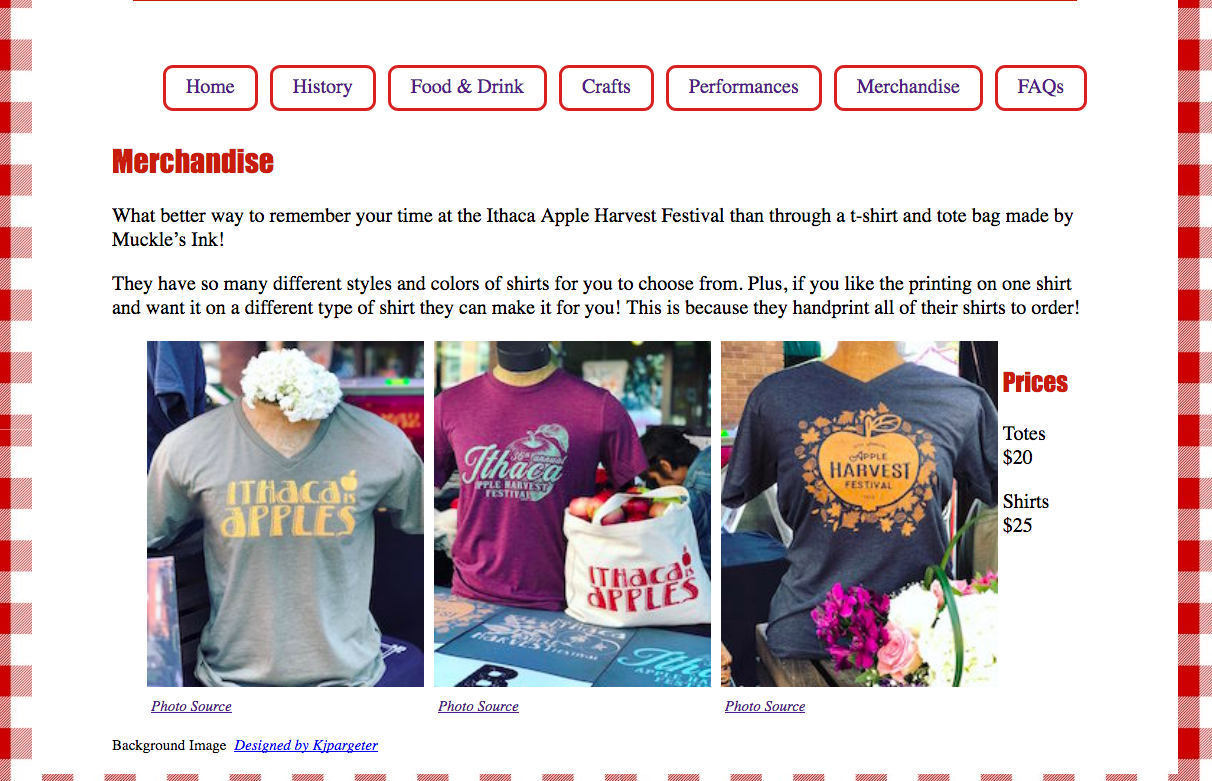 Home History Food & Drink Crafts Performances Merchandise FAQs
Merchandise
What better way to remember your time at the Ithaca Apple Harvest Festival than through a t-shirt and tote bag made by
Muckle’s Ink!
They have so many different styles and colors of shirts for you to choose from. Plus, if you like the printing on one shirt
and want it on a different type of shirt they can make it for you! This is because they handprint all of their shirts to order!
ITHACA IS
APPLES
36th annual
Ithaca
APPLE HARVEST
FESTIVAL
ITHACA IS
APPLES
ITHACA
HARVEST
FESTIVAL
B
APPLE
HARVEST
FESTIVAL
Prices
Totes
$20
Shirts
$25
Photo Source Photo Source Photo Source
Background Image Designed by Kjpargeter